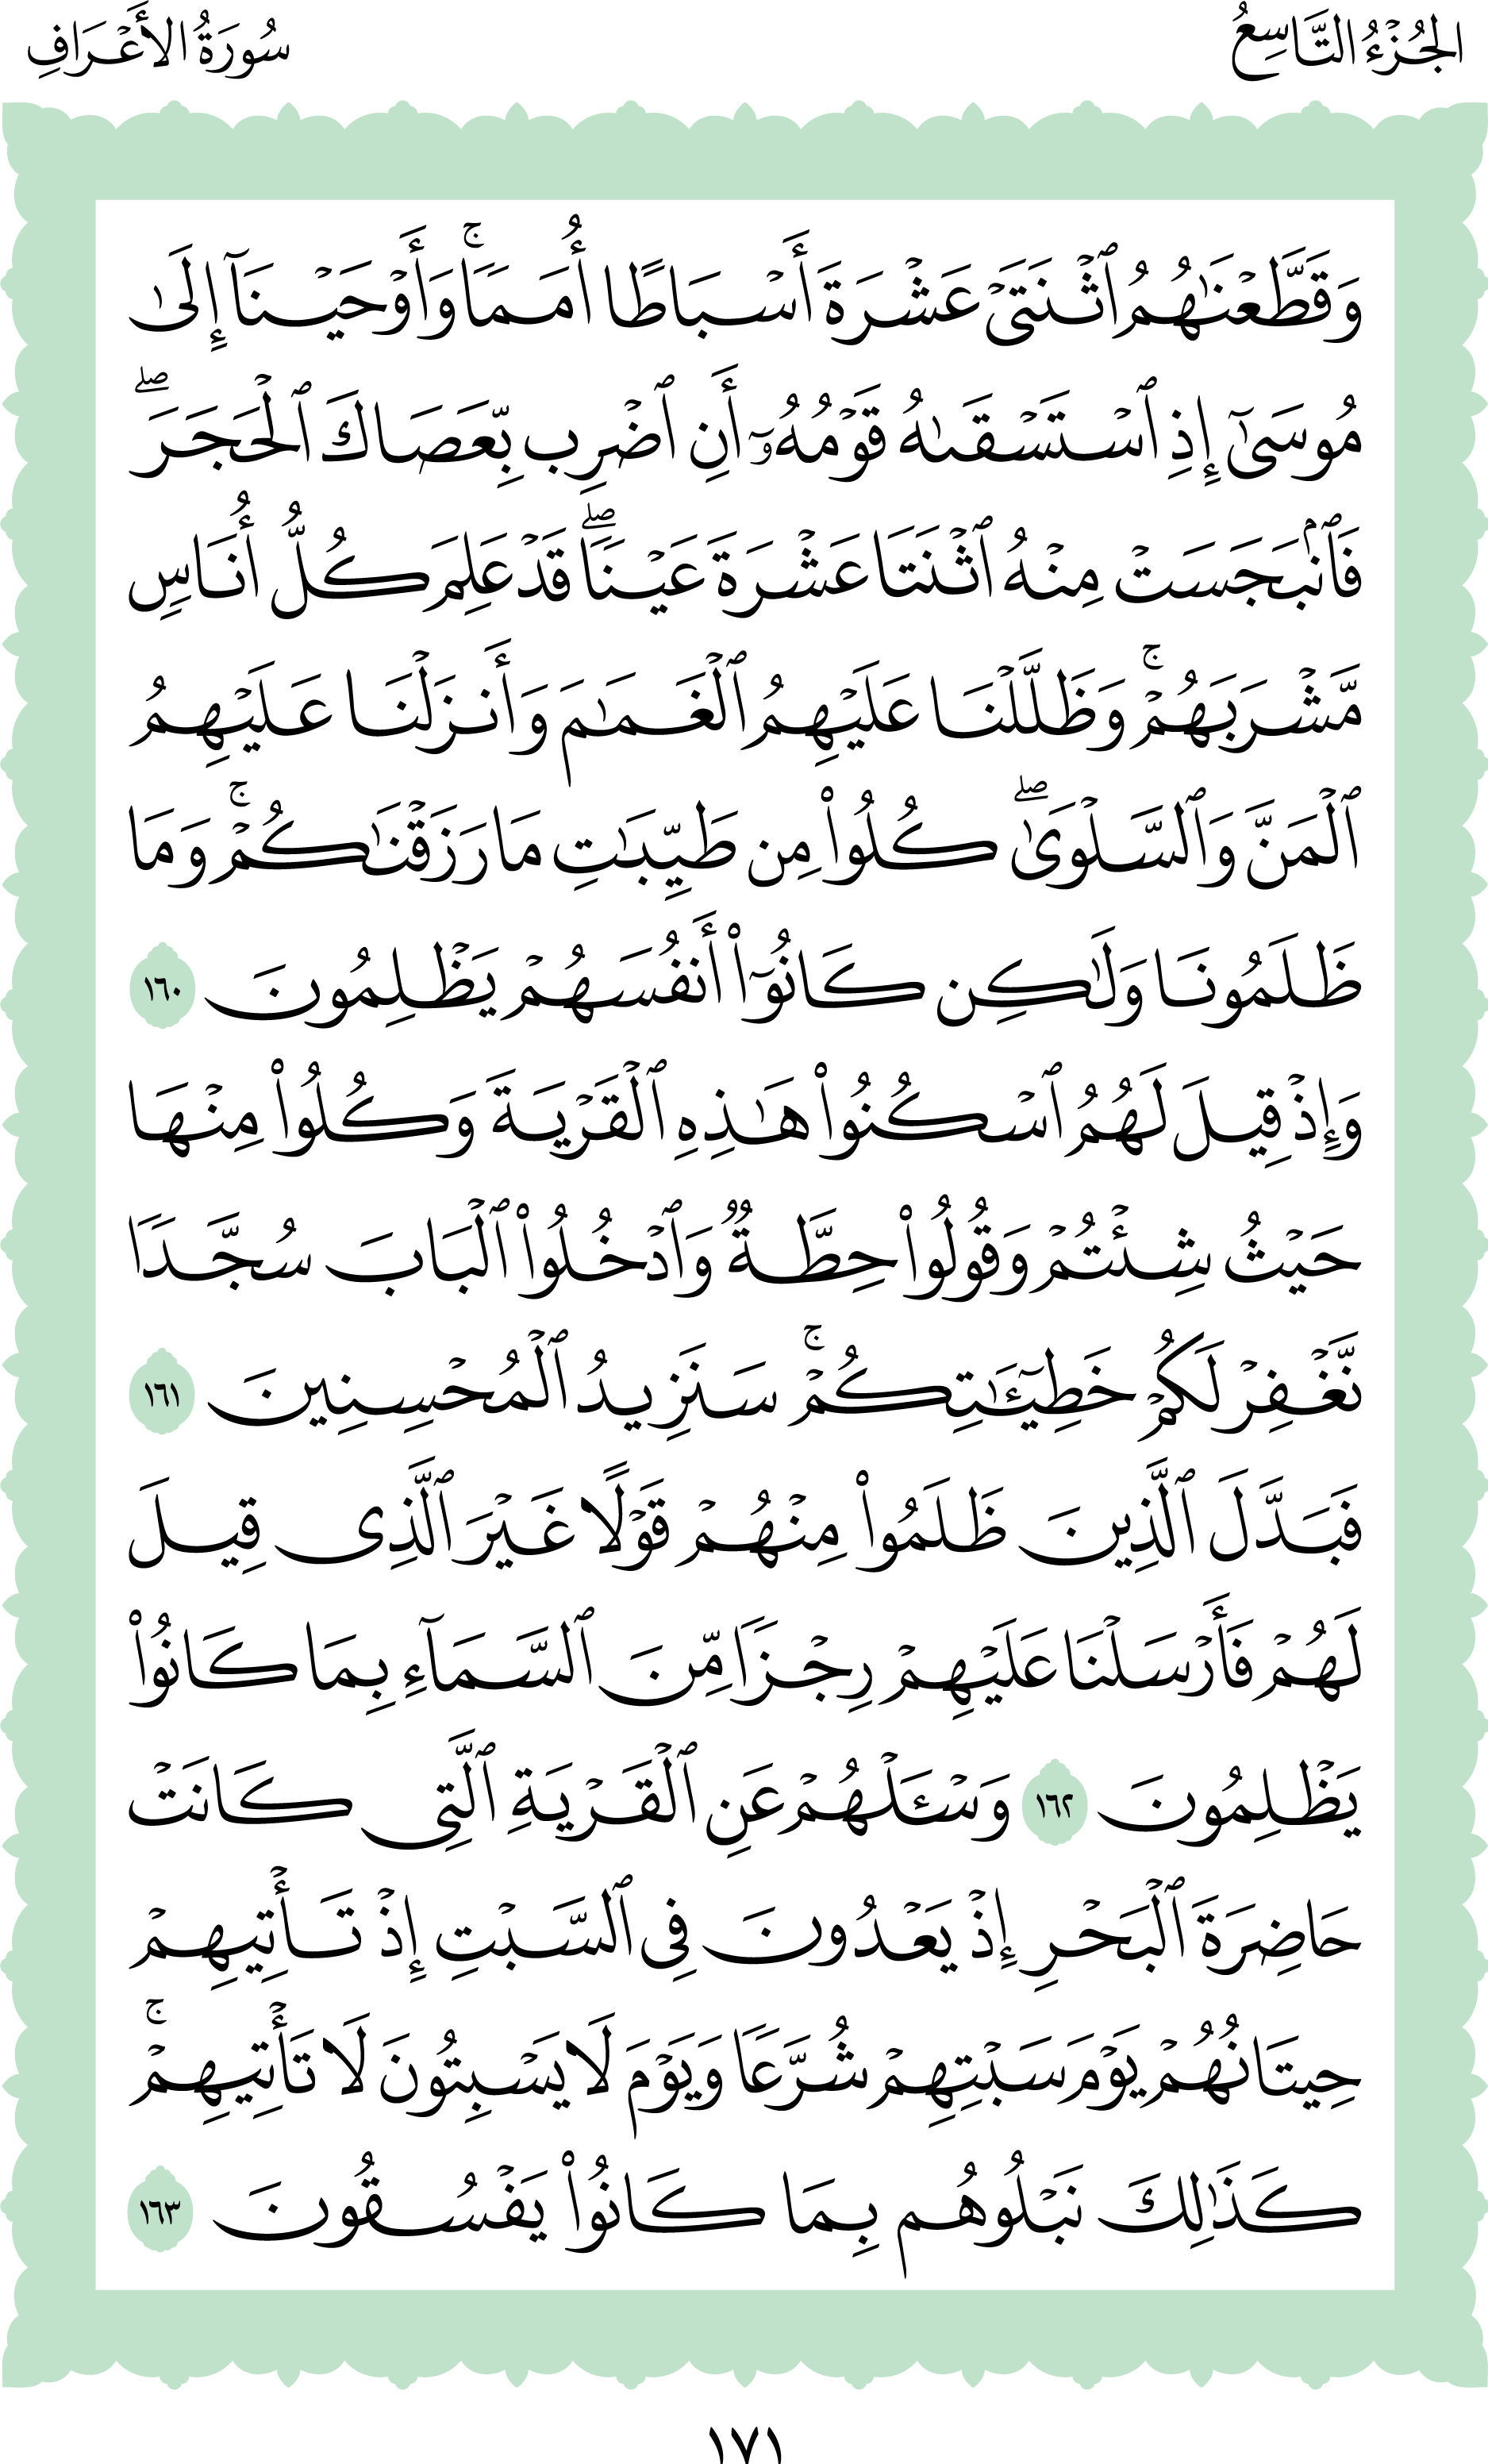 الجُزْءُ التَّاسِعُ
سُورَةُ الأَعْرَافِ
وَقَطَّعْنَٰهُمُ ٱثْنَتَىْ عَشْرَةَ أَسْبَاطًا أُمَمًا ۚ وَأَوْحَيْنَآ إِلَىٰ
مُوسَىٰٓ إِذِ ٱسْتَسْقَىٰهُ قَوْمُهُۥٓ أَنِ ٱضْرِب بِّعَصَاكَ ٱلْحَجَرَ ۖ
فَٱنۢبَجَسَتْ مِنْهُ ٱثْنَتَا عَشْرَةَ عَيْنًا ۖ قَدْ عَلِمَ كُلُّ أُنَاسٍ
مَّشْرَبَهُمْ ۚ وَظَلَّلْنَا عَلَيْهِمُ ٱلْغَمَٰمَ وَأَنزَلْنَا عَلَيْهِمُ
ٱلْمَنَّ وَٱلسَّلْوَىٰ ۖ كُلُوا۟ مِن طَيِّبَٰتِ مَا رَزَقْنَٰكُمْ ۚ وَمَا
ظَلَمُونَا وَلَٰكِن كَانُوٓا۟ أَنفُسَهُمْ يَظْلِمُونَ ١٦٠
وَإِذْ قِيلَ لَهُمُ ٱسْكُنُوا۟ هَٰذِهِ ٱلْقَرْيَةَ وَكُلُوا۟ مِنْهَا
حَيْثُ شِئْتُمْ وَقُولُوا۟ حِطَّةٌ وَٱدْخُلُوا۟ ٱلْبَابَ سُجَّدًا
نَّغْفِرْ لَكُمْ خَطِيٓـَٰٔتِكُمْ ۚ سَنَزِيدُ ٱلْمُحْسِنِينَ ١٦١
فَبَدَّلَ ٱلَّذِينَ ظَلَمُوا۟ مِنْهُمْ قَوْلًا غَيْرَ ٱلَّذِى قِيلَ
لَهُمْ فَأَرْسَلْنَا عَلَيْهِمْ رِجْزًا مِّنَ ٱلسَّمَآءِ بِمَا كَانُوا۟
يَظْلِمُونَ ١٦٢ وَسْـَٔلْهُمْ عَنِ ٱلْقَرْيَةِ ٱلَّتِى كَانَتْ
حَاضِرَةَ ٱلْبَحْرِ إِذْ يَعْدُونَ فِى ٱلسَّبْتِ إِذْ تَأْتِيهِمْ
حِيتَانُهُمْ يَوْمَ سَبْتِهِمْ شُرَّعًا وَيَوْمَ لَا يَسْبِتُونَ لَا تَأْتِيهِمْ ۚ
كَذَٰلِكَ نَبْلُوهُم بِمَا كَانُوا۟ يَفْسُقُونَ ١٦٣
١٧١